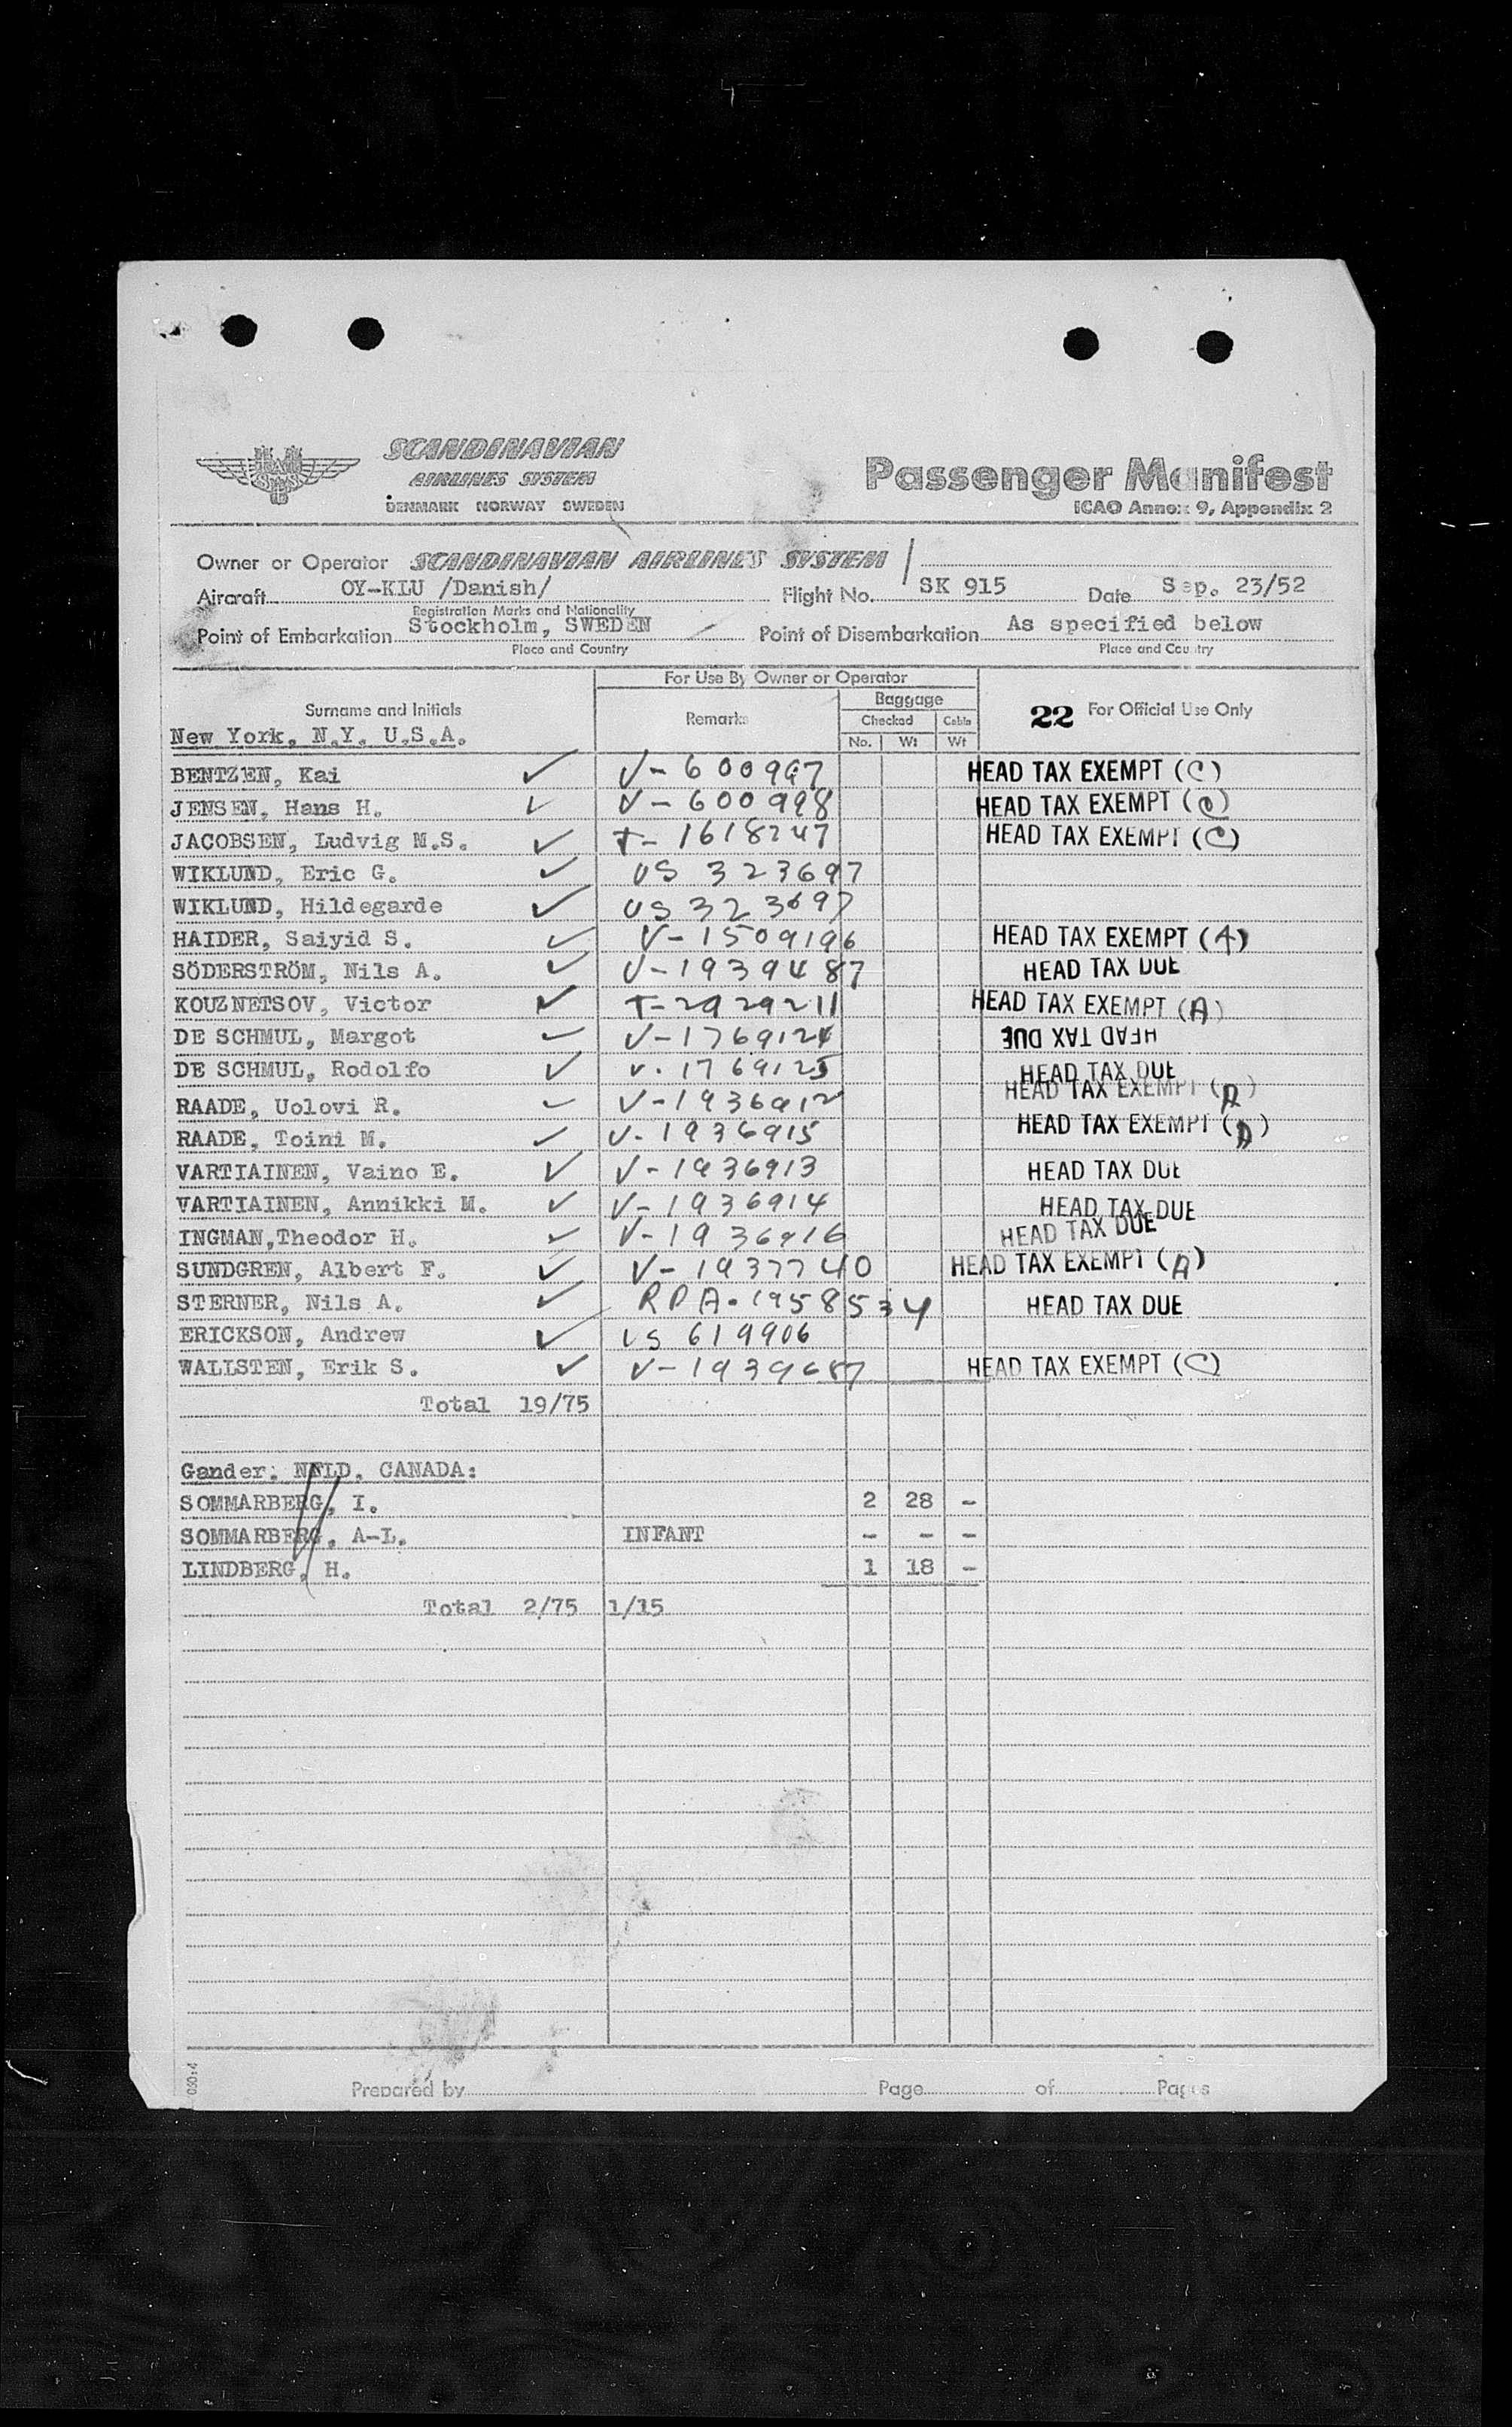 SCANDINAVIAN
AIRLINES SYSTEM
DENMARK NORWAY SWEDEN
Passenger Manifest
ICAO Annex 9, Appendix 2
Owner or Operator SCANDINAVIAN AIRLINES SYSTEM
Aircraft OY-KLU /Danish/ Flight No. SK 915 Date Sep. 23/52
Registration Marks and Nationality
Point of Embarkation Stockholm, SWEDEN Point of Disembarkation As specified below
Place and Country Place and Country
For Use By Owner or Operator
Baggage
Surname and Initials Remarks Checked Cabin 22 For Official Use Only
New York, N.Y. U.S.A. No. Wt Wt
BENTZEN, Kai ✓ V-600997 HEAD TAX EXEMPT (C)
JENSEN, Hans H. ✓ V-600998 HEAD TAX EXEMPT (C)
JACOBSEN, Ludvig M.S. ✓ T-1618247 HEAD TAX EXEMPT (C)
WIKLUND, Eric G. ✓ US 323697
WIKLUND, Hildegarde ✓ US 323697
HAIDER, Saiyid S. ✓ V-1509196 HEAD TAX EXEMPT (A)
SÖDERSTRÖM, Nils A. ✓ V-1939487 HEAD TAX DUE
KOUZNETSOV, Victor ✓ T-2929211 HEAD TAX EXEMPT (A)
DE SCHMUL, Margot ✓ V-1769124 HEAD TAX DUE
DE SCHMUL, Rodolfo ✓ V-1769125 HEAD TAX DUE
RAADE, Uolovi R. ✓ V-1936912 HEAD TAX EXEMPT (A)
RAADE, Toini M. ✓ V-1936915 HEAD TAX EXEMPT (A)
VARTIAINEN, Vaino E. ✓ V-1936913 HEAD TAX DUE
VARTIAINEN, Annikki M. ✓ V-1936914 HEAD TAX DUE
INGMAN,Theodor H. ✓ V-1936916 HEAD TAX DUE
SUNDGREN, Albert F. ✓ V-1937740 HEAD TAX EXEMPT (A)
STERNER, Nils A. ✓ RPA-1958534 HEAD TAX DUE
ERICKSON, Andrew ✓ US 619906
WALLSTEN, Erik S. ✓ V-1939687 HEAD TAX EXEMPT (C)
Total 19/75
Gander, NFLD, CANADA:
SOMMARBERG, I. 2 28 -
SOMMARBERG, A-L. INFANT - - -
LINDBERG, H. 1 18 -
Total 2/75 1/15
Prepared by Page of Pages